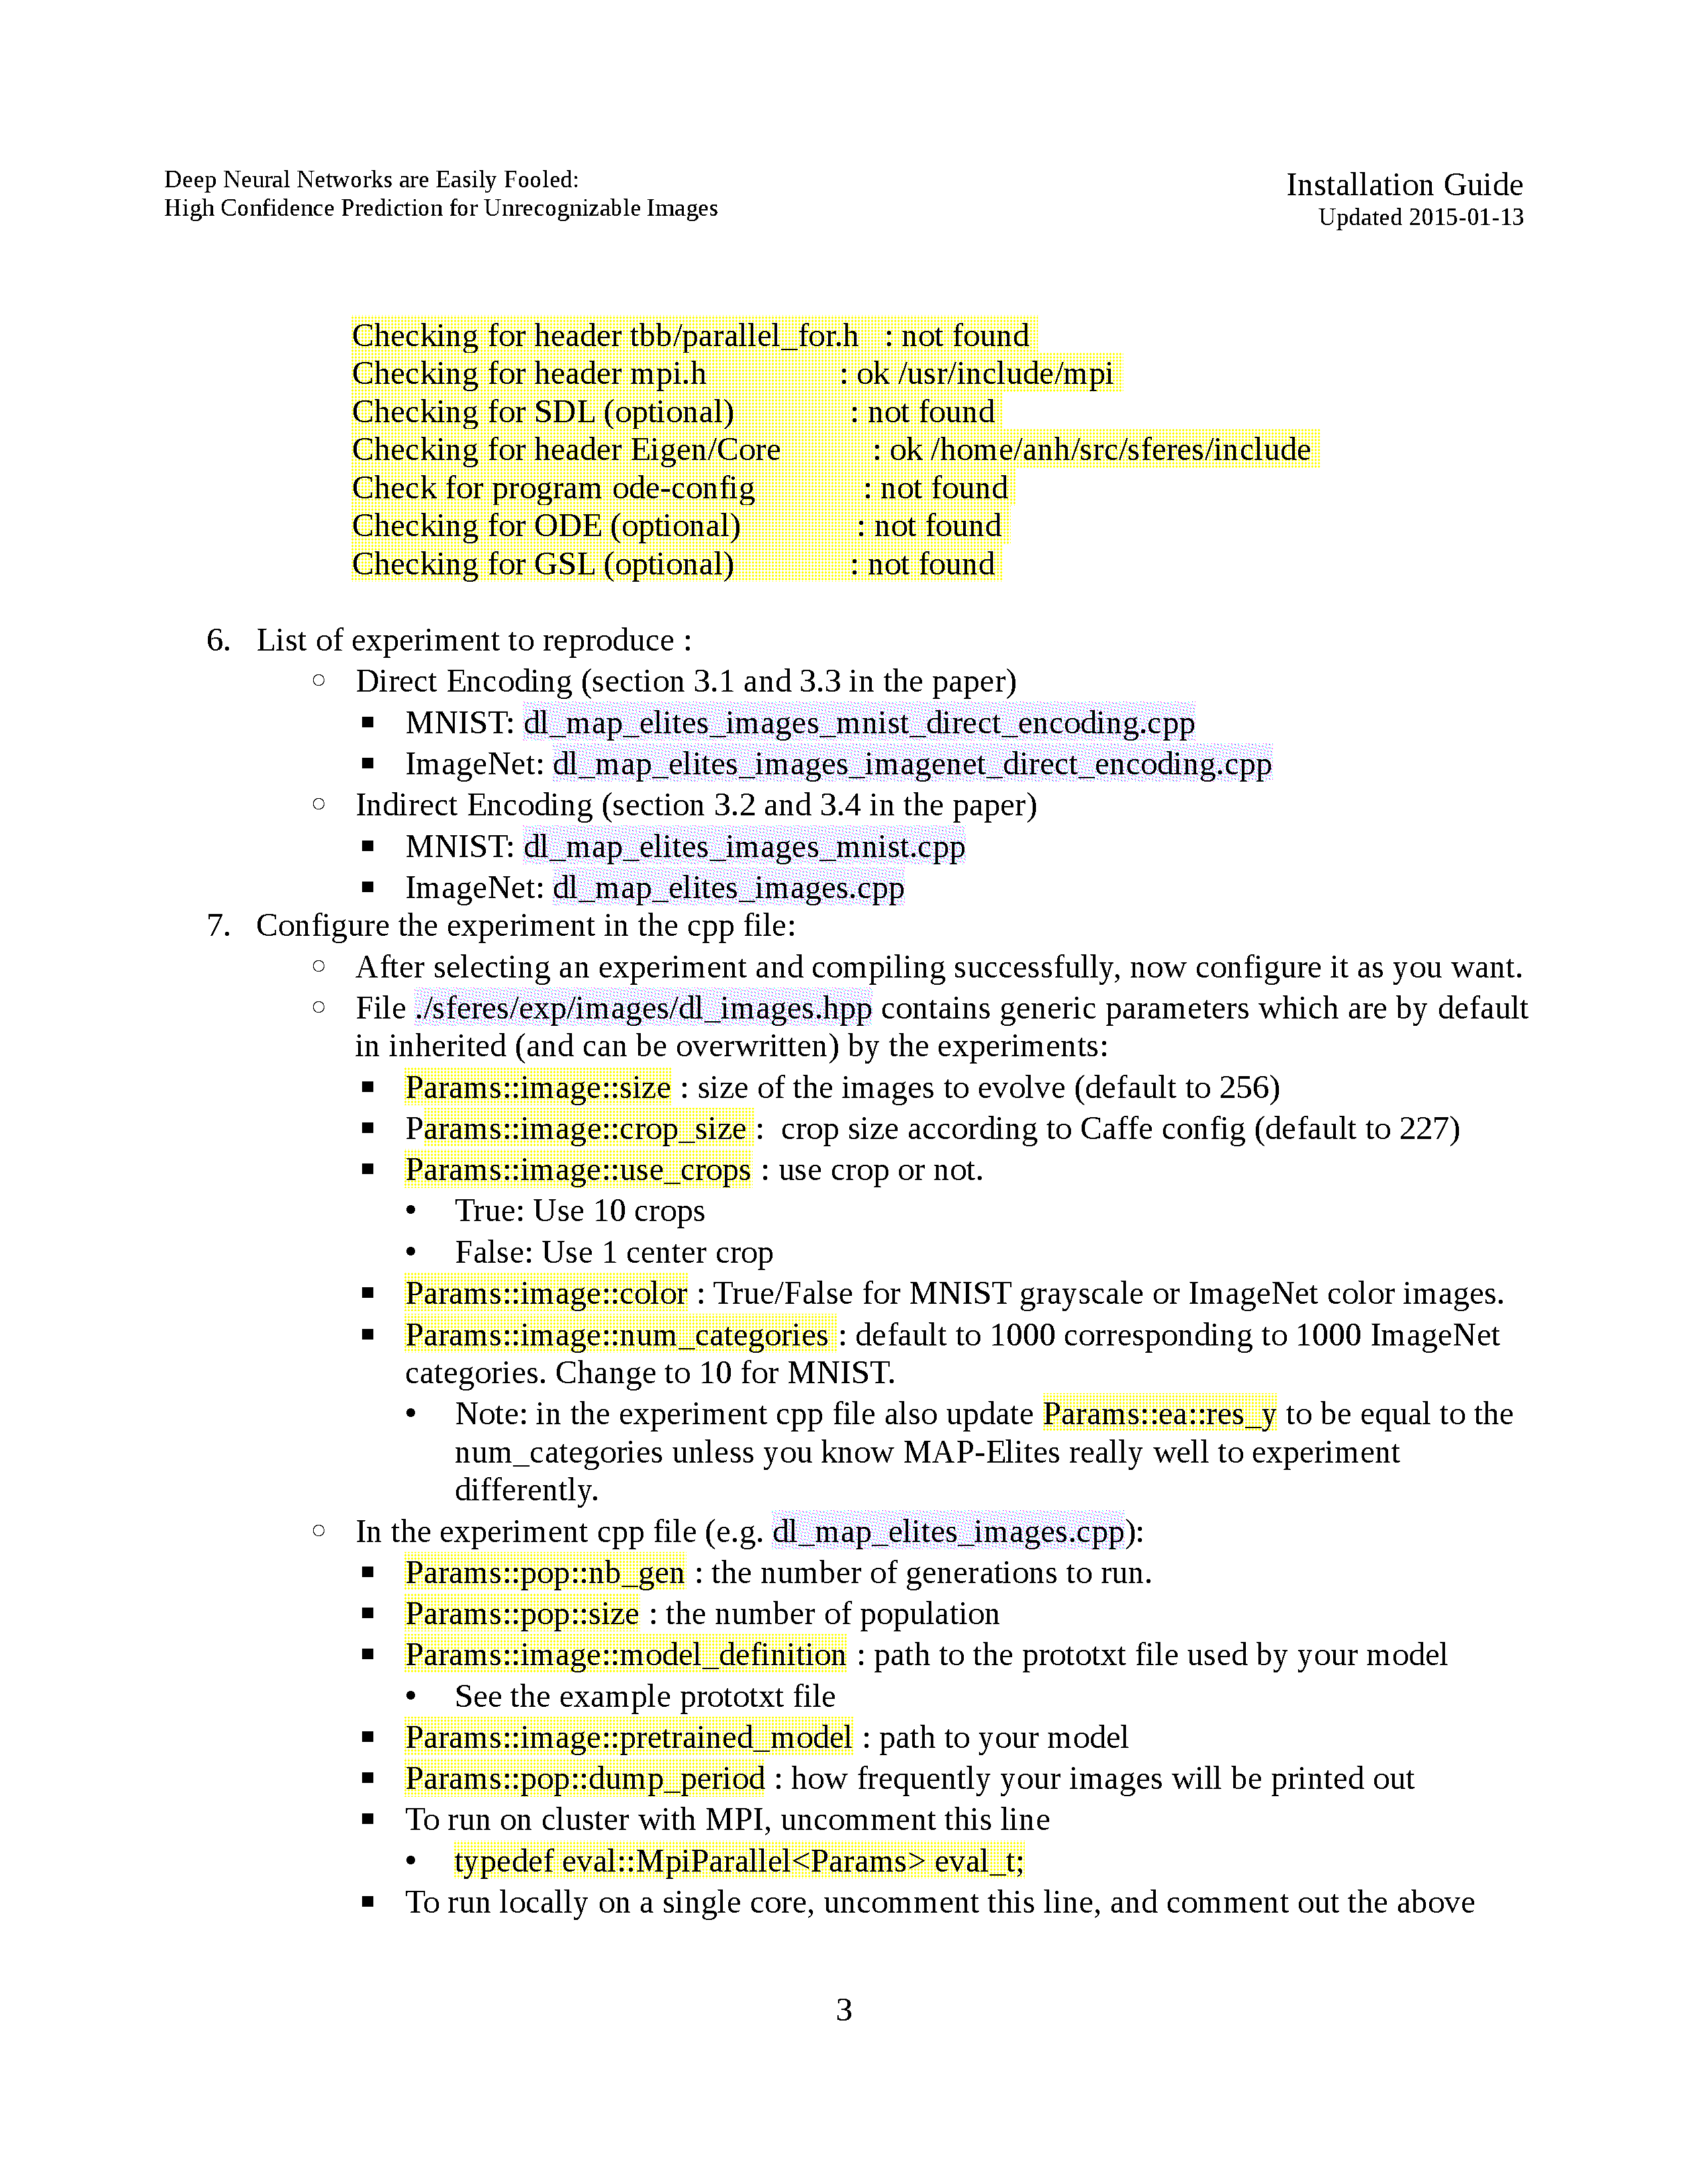 Deep Neural Networks are Easily Fooled:
High Confidence Prediction for Unrecognizable Images
Installation Guide
Updated 2015-01-13
Checking for header tbb/parallel_for.h : not found
Checking for header mpi.h : ok /usr/include/mpi
Checking for SDL (optional) : not found
Checking for header Eigen/Core : ok /home/anh/src/sferes/include
Check for program ode-config : not found
Checking for ODE (optional) : not found
Checking for GSL (optional) : not found
6. List of experiment to reproduce :
○ Direct Encoding (section 3.1 and 3.3 in the paper)
▪ MNIST: dl_map_elites_images_mnist_direct_encoding.cpp
▪ ImageNet: dl_map_elites_images_imagenet_direct_encoding.cpp
○ Indirect Encoding (section 3.2 and 3.4 in the paper)
▪ MNIST: dl_map_elites_images_mnist.cpp
▪ ImageNet: dl_map_elites_images.cpp
7. Configure the experiment in the cpp file:
○ After selecting an experiment and compiling successfully, now configure it as you want.
○ File ./sferes/exp/images/dl_images.hpp contains generic parameters which are by default
in inherited (and can be overwritten) by the experiments:
▪ Params::image::size : size of the images to evolve (default to 256)
▪ Params::image::crop_size : crop size according to Caffe config (default to 227)
▪ Params::image::use_crops : use crop or not.
• True: Use 10 crops
• False: Use 1 center crop
▪ Params::image::color : True/False for MNIST grayscale or ImageNet color images.
▪ Params::image::num_categories : default to 1000 corresponding to 1000 ImageNet
categories. Change to 10 for MNIST.
• Note: in the experiment cpp file also update Params::ea::res_y to be equal to the
num_categories unless you know MAP-Elites really well to experiment
differently.
○ In the experiment cpp file (e.g. dl_map_elites_images.cpp):
▪ Params::pop::nb_gen : the number of generations to run.
▪ Params::pop::size : the number of population
▪ Params::image::model_definition : path to the prototxt file used by your model
• See the example prototxt file
▪ Params::image::pretrained_model : path to your model
▪ Params::pop::dump_period : how frequently your images will be printed out
▪ To run on cluster with MPI, uncomment this line
• typedef eval::MpiParallel<Params> eval_t;
▪ To run locally on a single core, uncomment this line, and comment out the above
3